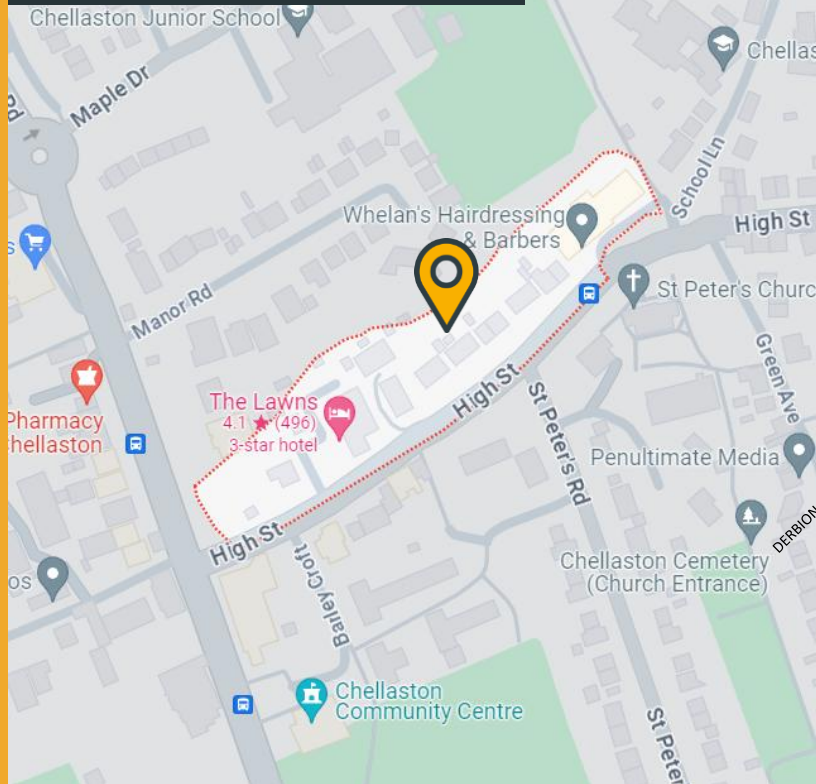 Chellaston Junior School
Maple Dr
Chellas
School Ln
Whelan's Hairdressing
& Barbers
High St
Manor Rd
St Peter's Churc
The Lawns
4.1 ★ (496)
3-star hotel
High St
Green Ave
Pharmacy
hellaston
St Peter's Rd
Penultimate Media
DERBION
High St
Bailey Croft
Chellaston Cemetery
(Church Entrance)
os
Chellaston
Community Centre
St Peter